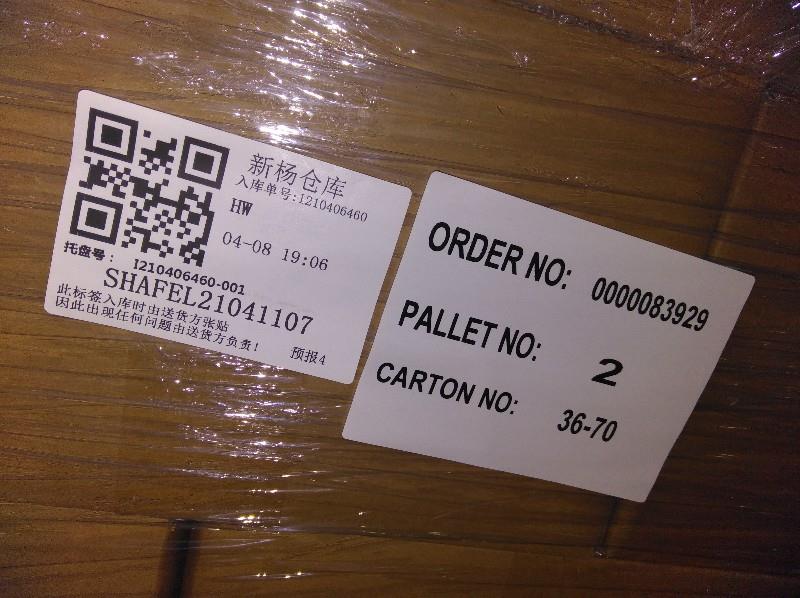 新杨仓库
入库单号:I210406460
HW
04-08 19:06
托盘号： I210406460-001
SHAFEL21041107
此标签入库时由送货方张贴
因此出现任何问题由送货方负责!
预报4
ORDER NO: 0000083929
PALLET NO: 2
CARTON NO: 36-70